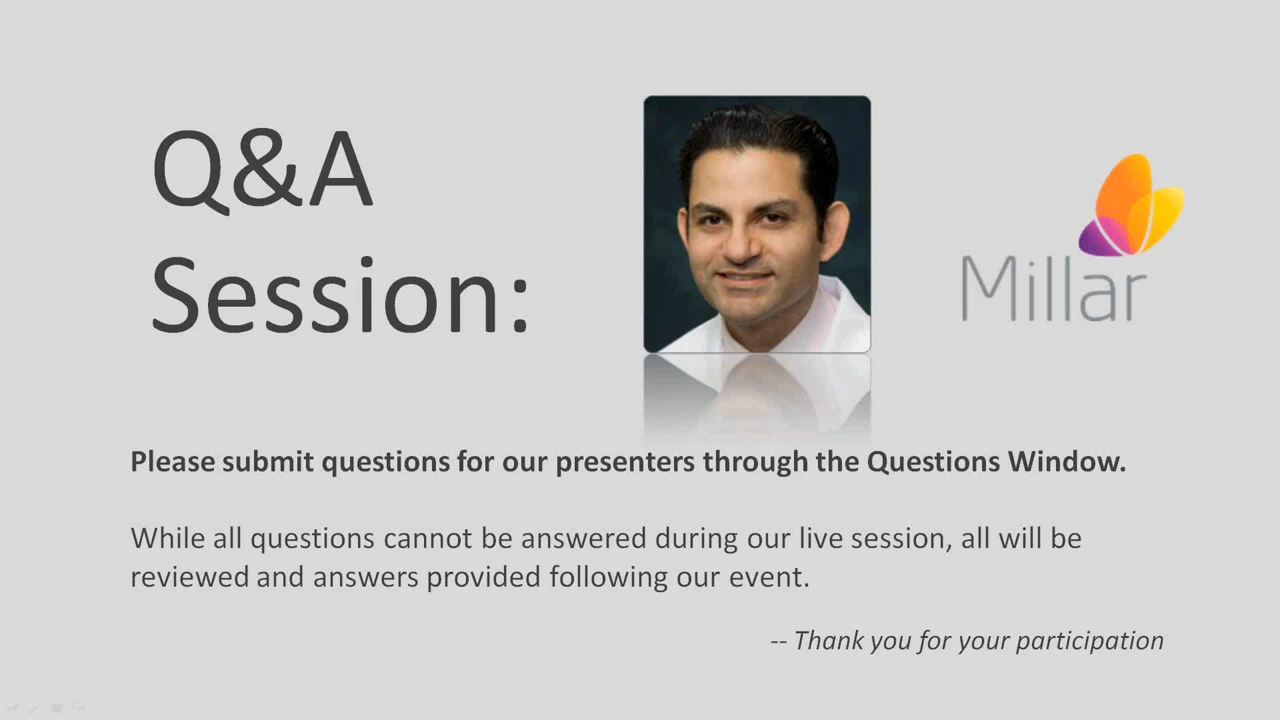 Q&A
Session:
Millar
Please submit questions for our presenters through the Questions Window.
While all questions cannot be answered during our live session, all will be
reviewed and answers provided following our event.
-- Thank you for your participation